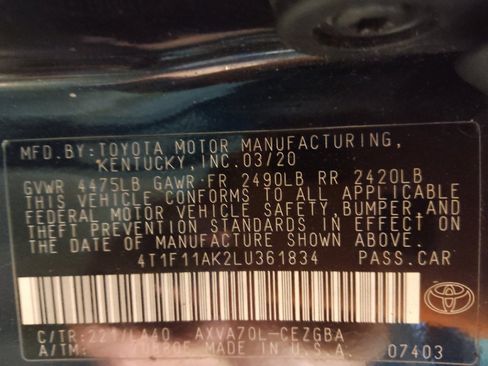 MFD.BY:TOYOTA MOTOR MANUFACTURING,
KENTUCKY,INC.03/20
GVWR 4475LB GAWR FR 2490LB RR 2420LB
THIS VEHICLE CONFORMS TO ALL APPLICABLE
FEDERAL MOTOR VEHICLE SAFETY,BUMPER,AND
THEFT PREVENTION STANDARDS IN EFFECT ON
THE DATE OF MANUFACTURE SHOWN ABOVE.
4T1F11AK2LU361834 PASS.CAR
C/TR: AXVA70L-CEZGBA
A/TM: MADE IN U.S.A. 07403